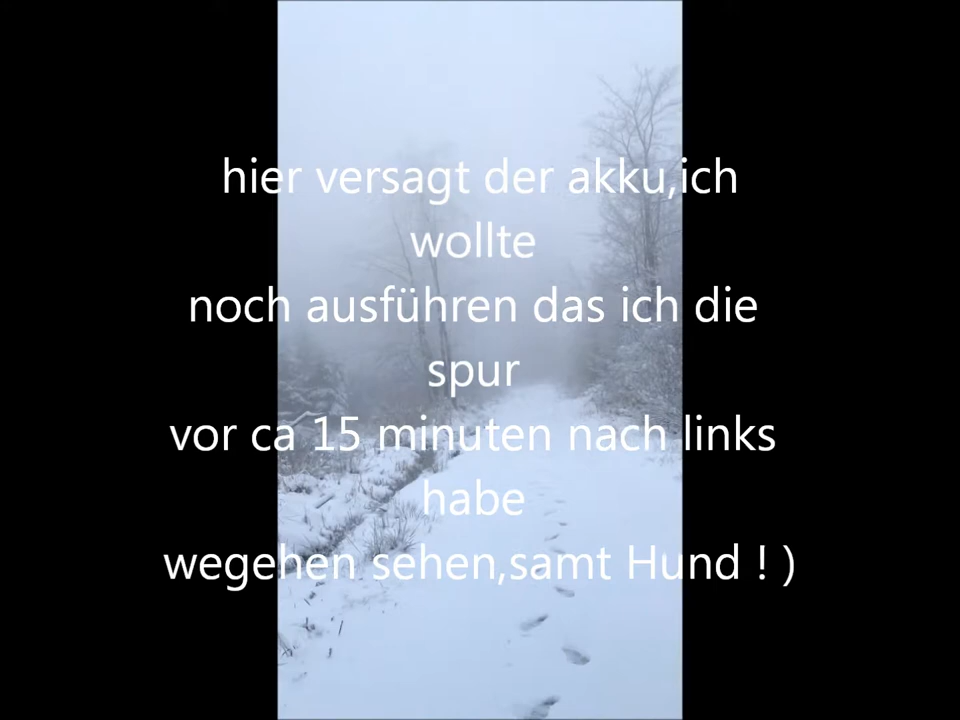 hier versagt der akku,ich
wollte
noch ausführen das ich die
spur
vor ca 15 minuten nach links
habe
wegehen sehen,samt Hund ! )